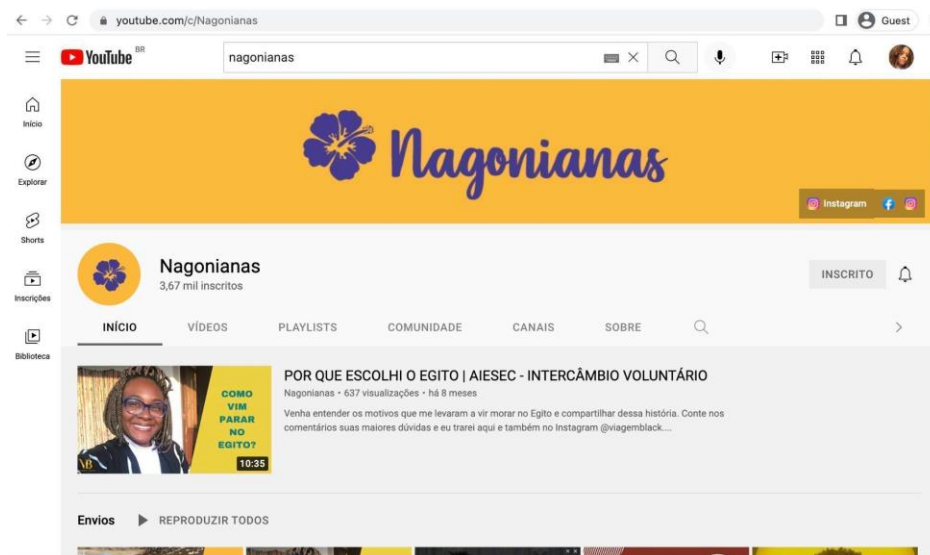 youtube.com/c/Nagonianas
Guest
YouTube BR
nagonianas
Início
Explorar
Shorts
Inscrições
Biblioteca
Nagonianas
Instagram
Nagonianas
3,67 mil inscritos
INSCRITO
INÍCIO VÍDEOS PLAYLISTS COMUNIDADE CANAIS SOBRE
COMO
VIM
PARAR
NO
EGITO?
10:35
POR QUE ESCOLHI O EGITO | AIESEC - INTERCÂMBIO VOLUNTÁRIO
Nagonianas • 637 visualizações • há 8 meses
Venha entender os motivos que me levaram a vir morar no Egito e compartilhar dessa história. Conte nos
comentários suas maiores dúvidas e eu trarei aqui e também no Instagram @viagemblack....
Envios REPRODUZIR TODOS